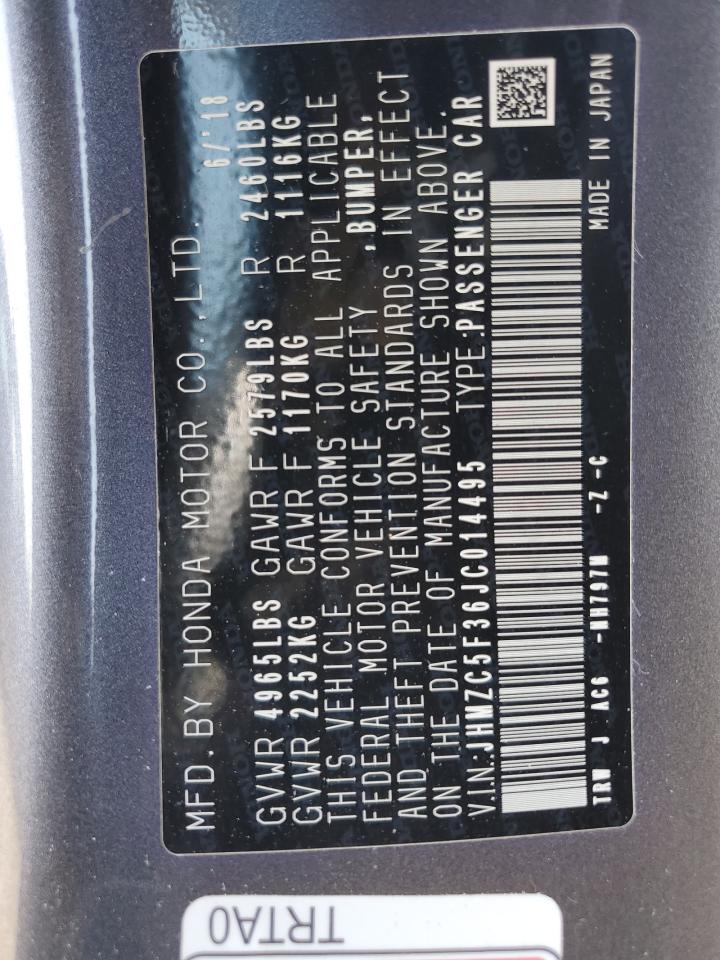 MFD.BY HONDA MOTOR CO.,LTD. 6/'18
GVWR 4965LBS GAWR F 2579LBS R 2460LBS
GVWR 2252KG GAWR F 1170KG R 1116KG
THIS VEHICLE CONFORMS TO ALL APPLICABLE
FEDERAL MOTOR VEHICLE SAFETY ,BUMPER,
AND THEFT PREVENTION STANDARDS IN EFFECT
ON THE DATE OF MANUFACTURE SHOWN ABOVE.
V.I.N:JHMZC5F36JC014495 TYPE:PASSENGER CAR
TRW J AC6 -NH797M -Z -C MADE IN JAPAN
TRTA0